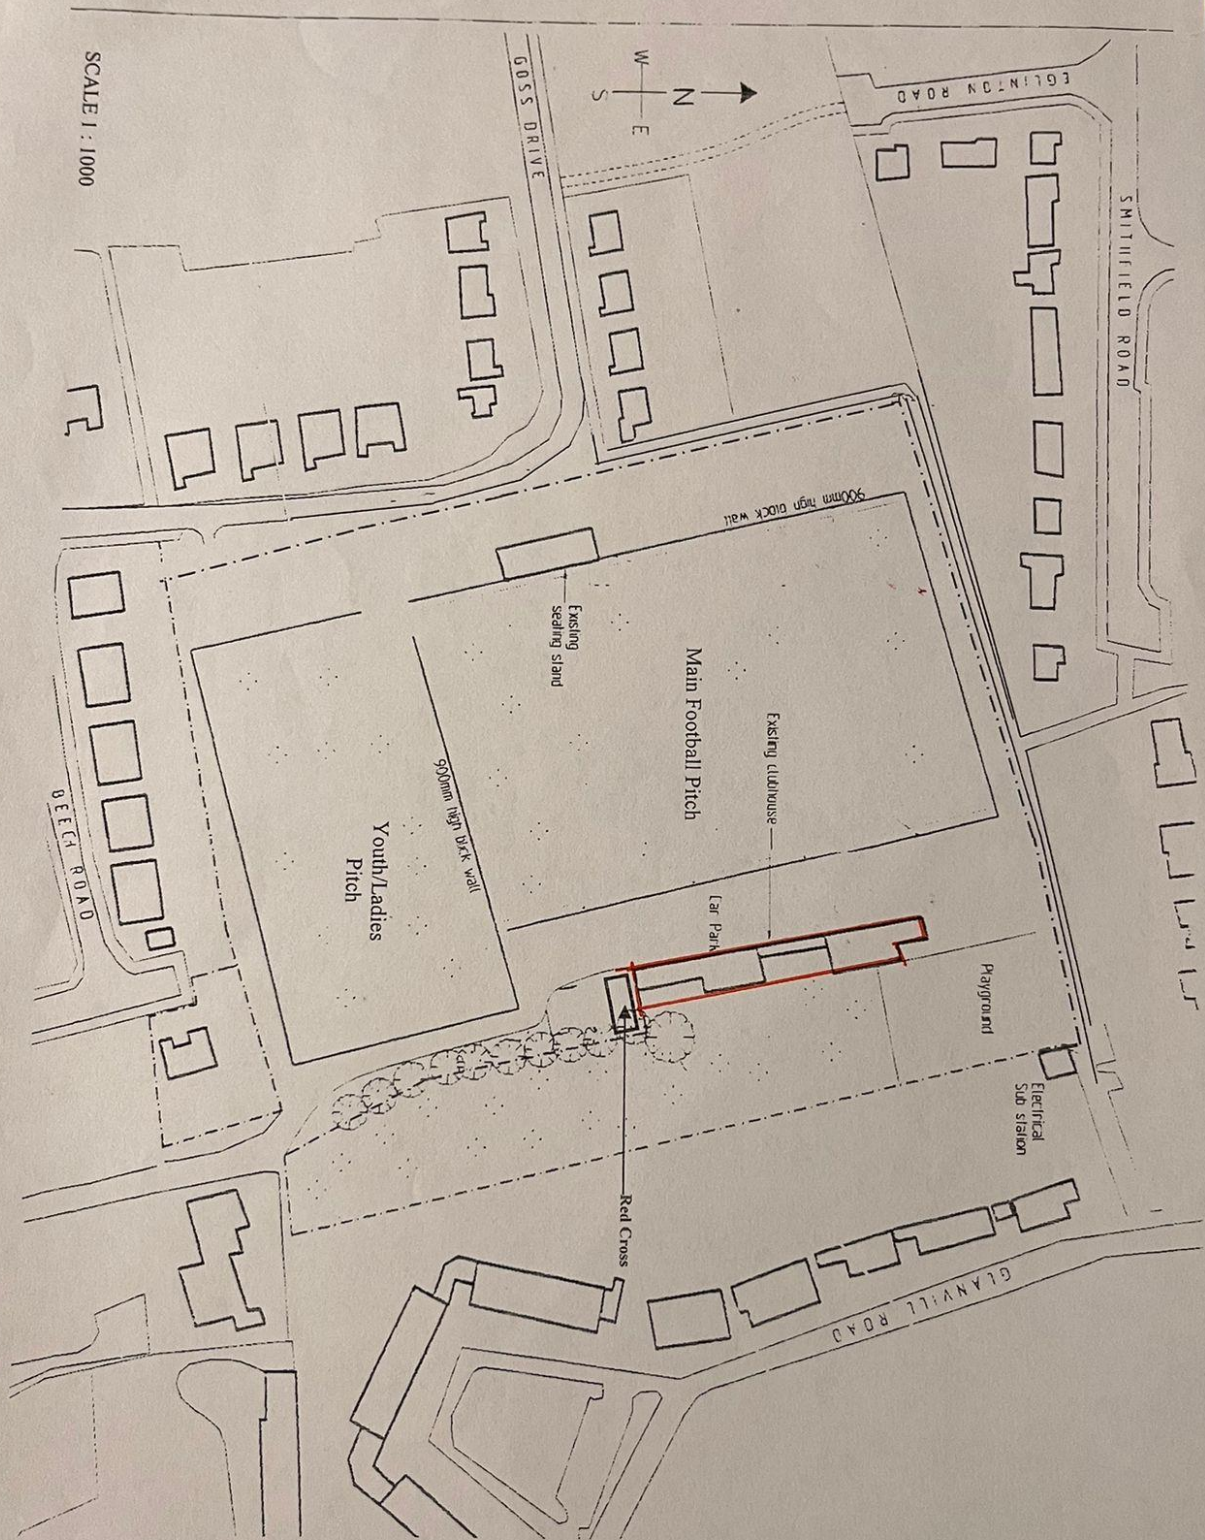 SCALE 1 : 1000
GOSS DRIVE
W
N
S
E
EGLINTON ROAD
SMITHFIELD ROAD
900mm high block wall
Existing
seating stand
Main Football Pitch
Existing clubhouse
900mm high block wall
Youth/Ladies
Pitch
BEECH ROAD
Car Park
Playground
Electrical
Sub station
Red Cross
GLANVILL ROAD